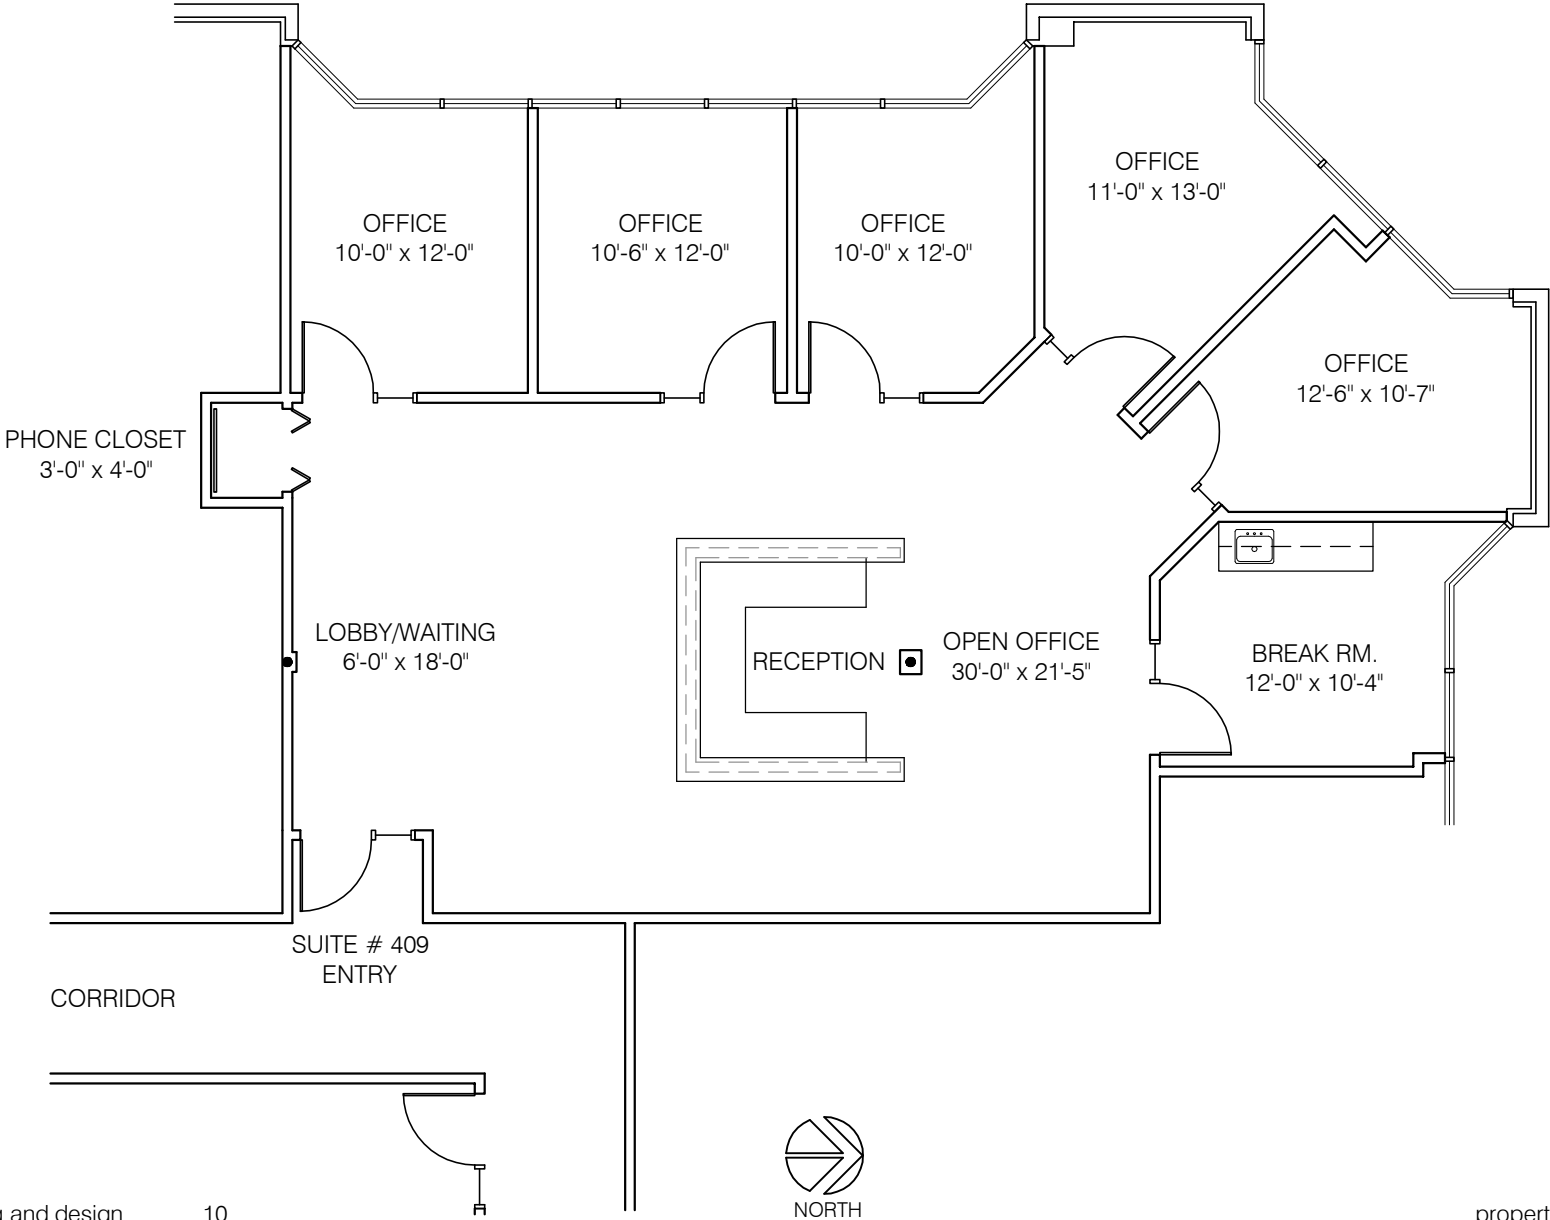 OFFICE
11'-0" x 13'-0"
OFFICE
10'-0" x 12'-0"
OFFICE
10'-6" x 12'-0"
OFFICE
10'-0" x 12'-0"
OFFICE
12'-6" x 10'-7"
PHONE CLOSET
3'-0" x 4'-0"
LOBBY/WAITING
6'-0" x 18'-0"
RECEPTION
OPEN OFFICE
30'-0" x 21'-5"
BREAK RM.
12'-0" x 10'-4"
SUITE # 409
ENTRY
CORRIDOR
NORTH
and design
10
propert